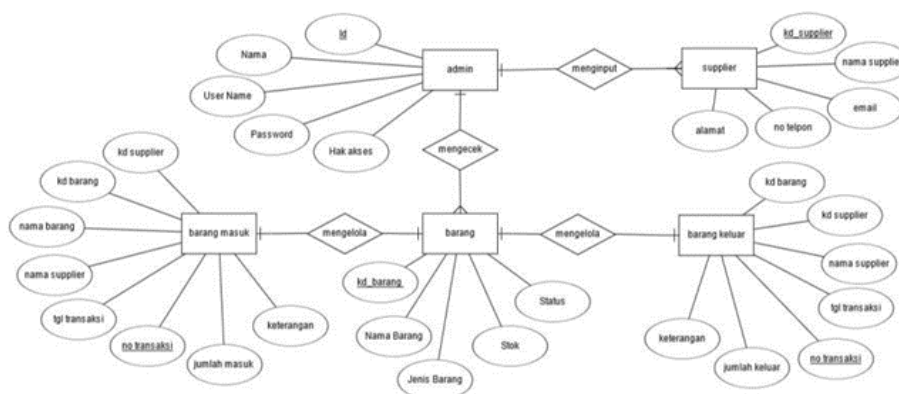 Id
kd_supplier
Nama
admin
menginput
supplier
nama supplie
User Name
email
Password
Hak akses
alamat
no telpon
kd supplier
mengecek
kd barang
kd barang
nama barang
kd supplier
barang masuk
mengelola
barang
mengelola
barang keluar
nama supplier
nama supplier
kd_barang
Status
tgl transaksi
tgl transaksi
keterangan
Nama Barang
Stok
keterangan
no transaksi
no transaksi
jumlah masuk
Jenis Barang
jumlah keluar